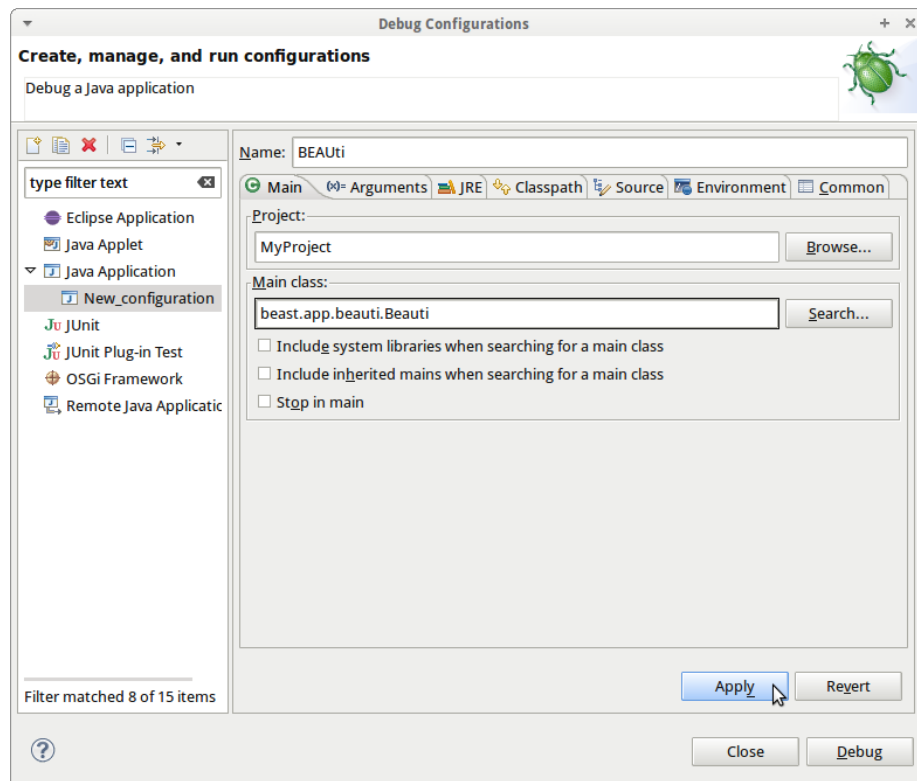 Debug Configurations
Create, manage, and run configurations
Debug a Java application
Name: BEAUti
type filter text
Main (x)= Arguments JRE Classpath Source Environment Common
Eclipse Application
Java Applet
Java Application
New_configuration
JUnit
JUnit Plug-in Test
OSGi Framework
Remote Java Applicatic
Project:
MyProject Browse...
Main class:
beast.app.beauti.Beauti Search...
Include system libraries when searching for a main class
Include inherited mains when searching for a main class
Stop in main
Filter matched 8 of 15 items
Apply Revert
Close Debug